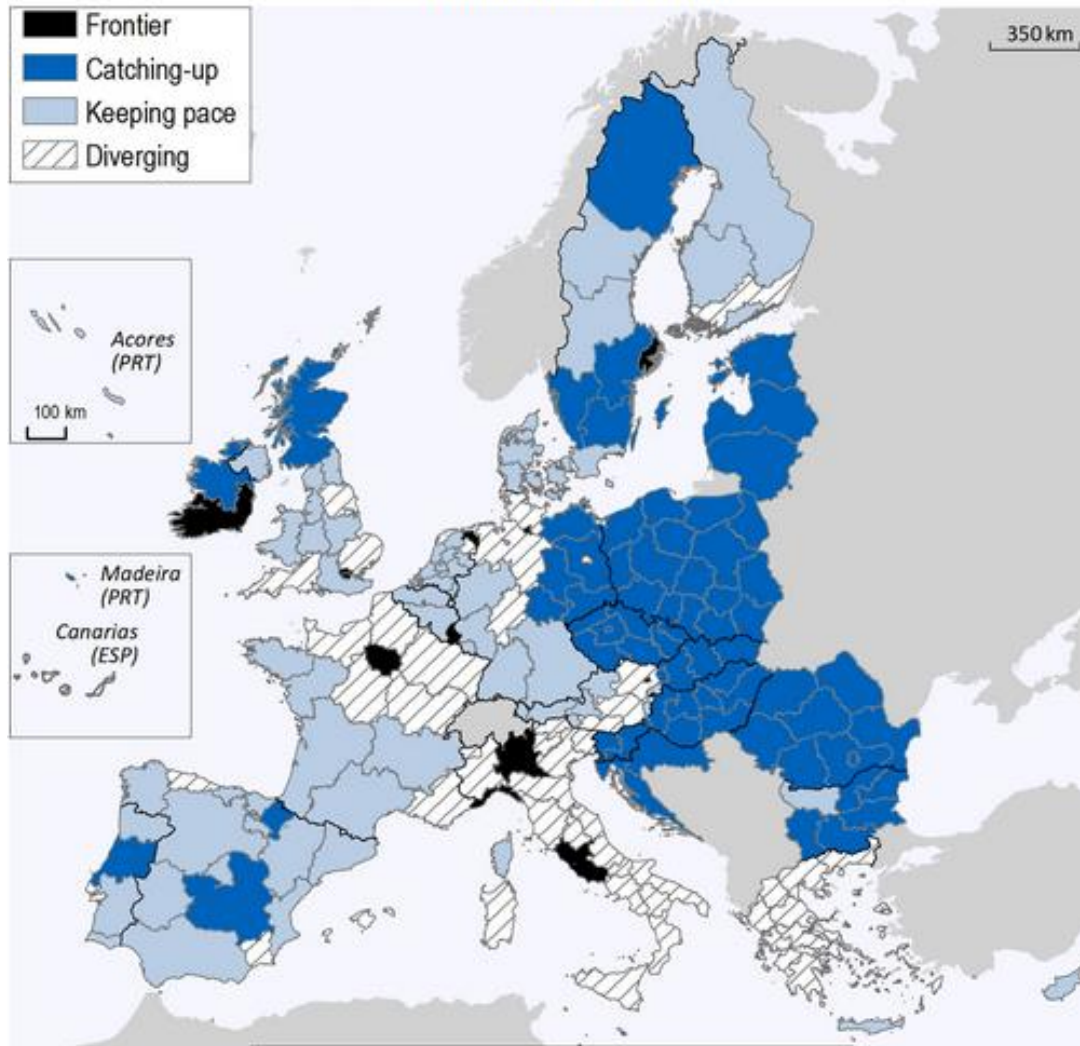 Frontier
Catching-up
Keeping pace
Diverging
350 km
Acores
(PRT)
100 km
Madeira
(PRT)
Canarias
(ESP)